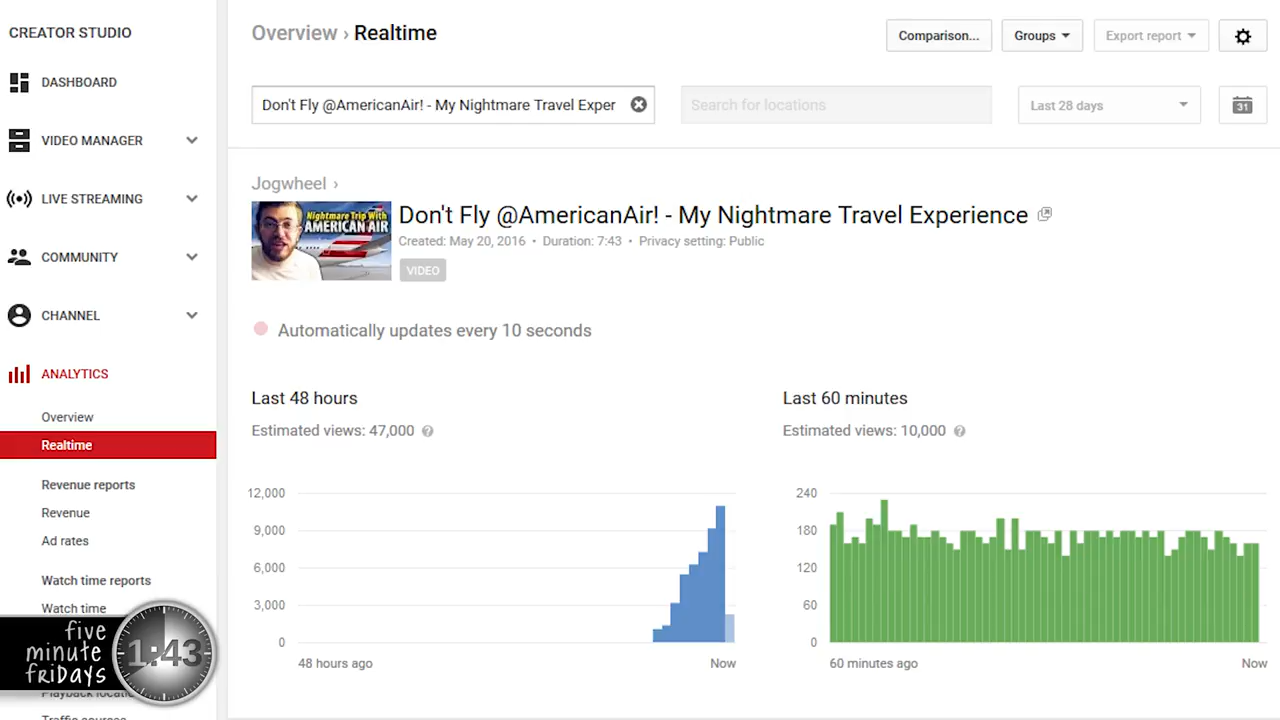 CREATOR STUDIO
DASHBOARD
VIDEO MANAGER
LIVE STREAMING
COMMUNITY
CHANNEL
ANALYTICS
Overview
Realtime
Revenue reports
Revenue
Ad rates
Watch time reports
Watch time
five
minute
fRidays
1:43
Overview › Realtime
Comparison...
Groups
Export report
Don't Fly @AmericanAir! - My Nightmare Travel Exper
Search for locations
Last 28 days
31
Jogwheel ›
Nightmare Trip With
AMERICAN AIR
Don't Fly @AmericanAir! - My Nightmare Travel Experience
Created: May 20, 2016 • Duration: 7:43 • Privacy setting: Public
VIDEO
Automatically updates every 10 seconds
Last 48 hours
Estimated views: 47,000 ?
12,000
9,000
6,000
3,000
0
48 hours ago
Now
Last 60 minutes
Estimated views: 10,000 ?
240
180
120
60
0
60 minutes ago
Now